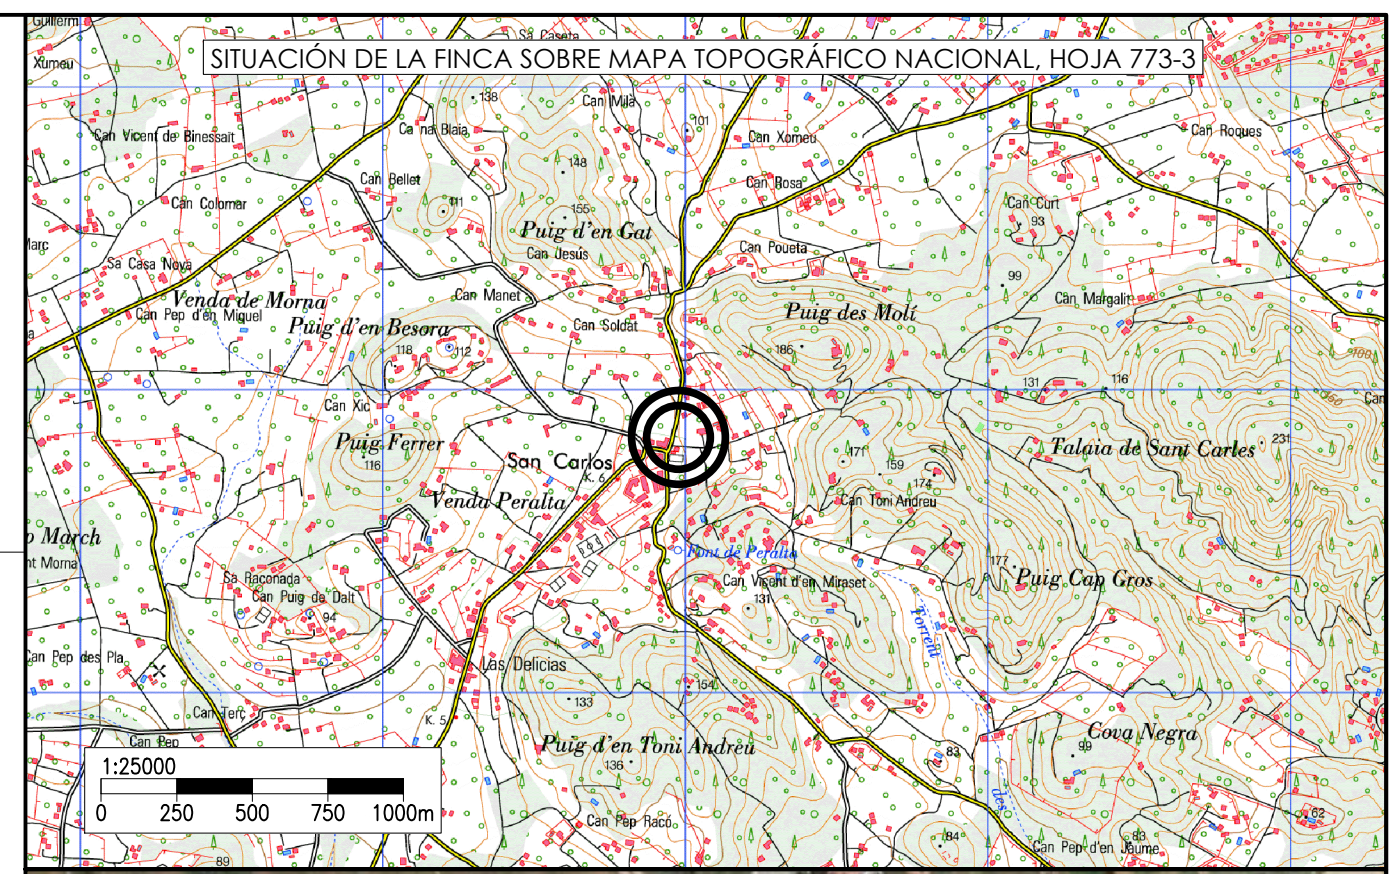 Guillem
Sa Caseta
SITUACIÓN DE LA FINCA SOBRE MAPA TOPOGRÁFICO NACIONAL, HOJA 773-3
Xumeu
138
Can Milà
101
Can Vicent de Binessait
Ca na Blaia
Can Xomeu
Can Roques
148
Can Bellet
Can Rosa
Can Colomar
111
155
Can Curt
93
Puig d'en Gat
Marc
Can Jesús
Can Poueta
Sa Casa Nova
99
Venda de Morna
Can Manet
Can Margalit
Can Pep d'en Miquel
Puig d'en Besora
Can Soldat
Puig des Molí
118
112
186
100
131
116
160
Can Xic
Can
Puig Ferrer
116
San Carlos
K. 6
171
159
174
Talaia de Sant Carles
231
Venda Peralta
Can Toni Andreu
March
nt Morna
Font de Peralta
177
Puig Cap Gros
Sa Raconada
Can Puig de Dalt
94
Can Vicent d'en Miraset
131
Torrent
Can Pep des Pla
Las Delicias
154
133
Can Terç
K. 5
Can Pep
Puig d'en Toni Andreu
136
83
Cova Negra
99
1:25000
0 250 500 750 1000m
des
Can Pep Racó
62
84
83
Can Pep d'en Jaume
89